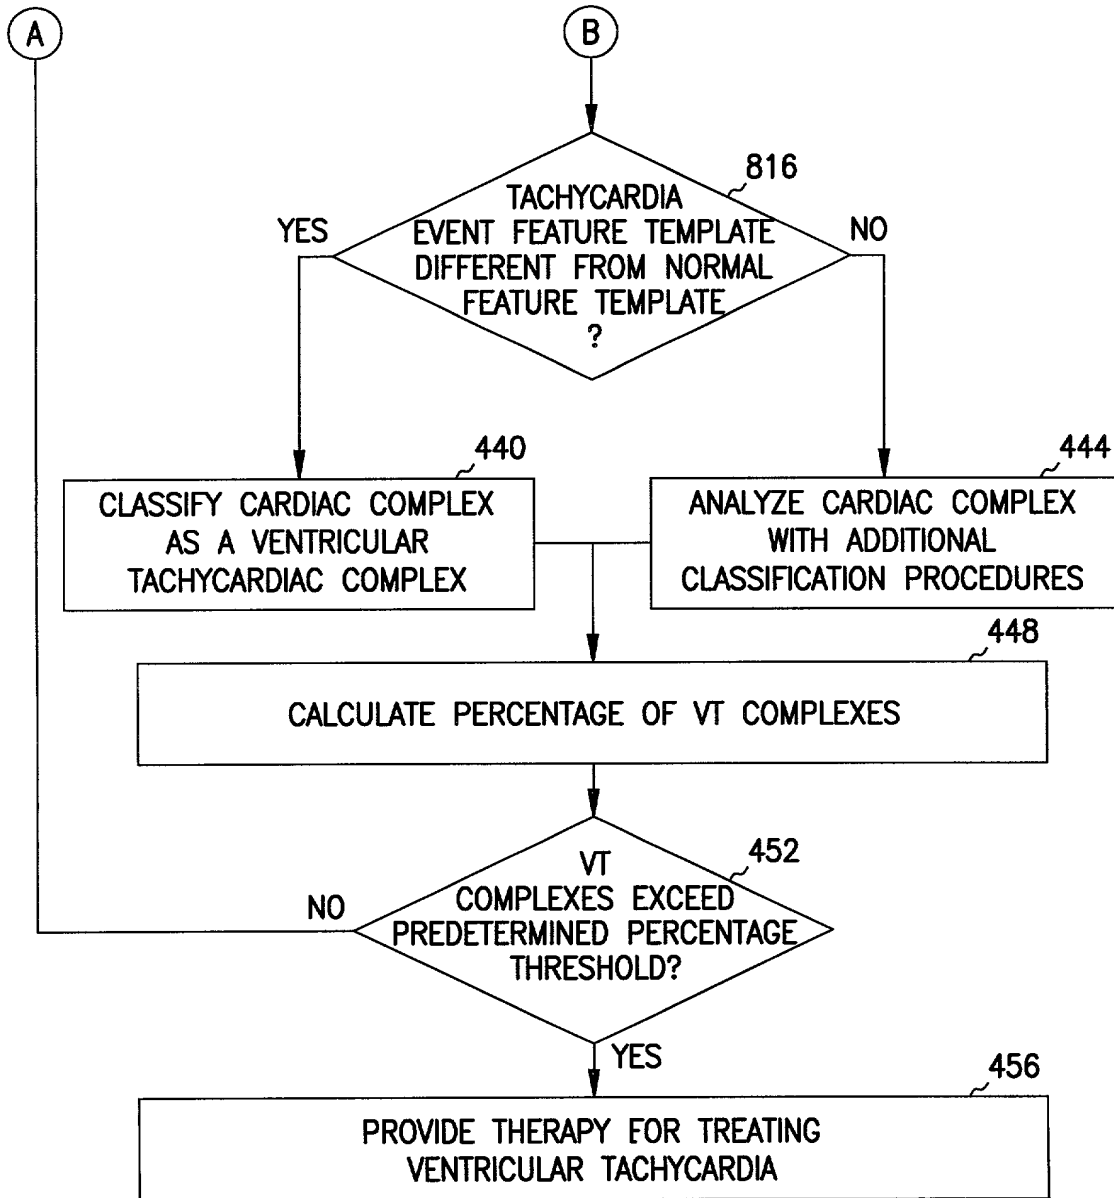 A
B
816
TACHYCARDIA
EVENT FEATURE TEMPLATE
DIFFERENT FROM NORMAL
FEATURE TEMPLATE
?
YES
NO
440
CLASSIFY CARDIAC COMPLEX
AS A VENTRICULAR
TACHYCARDIAC COMPLEX
444
ANALYZE CARDIAC COMPLEX
WITH ADDITIONAL
CLASSIFICATION PROCEDURES
448
CALCULATE PERCENTAGE OF VT COMPLEXES
452
VT
COMPLEXES EXCEED
PREDETERMINED PERCENTAGE
THRESHOLD?
NO
YES
456
PROVIDE THERAPY FOR TREATING
VENTRICULAR TACHYCARDIA